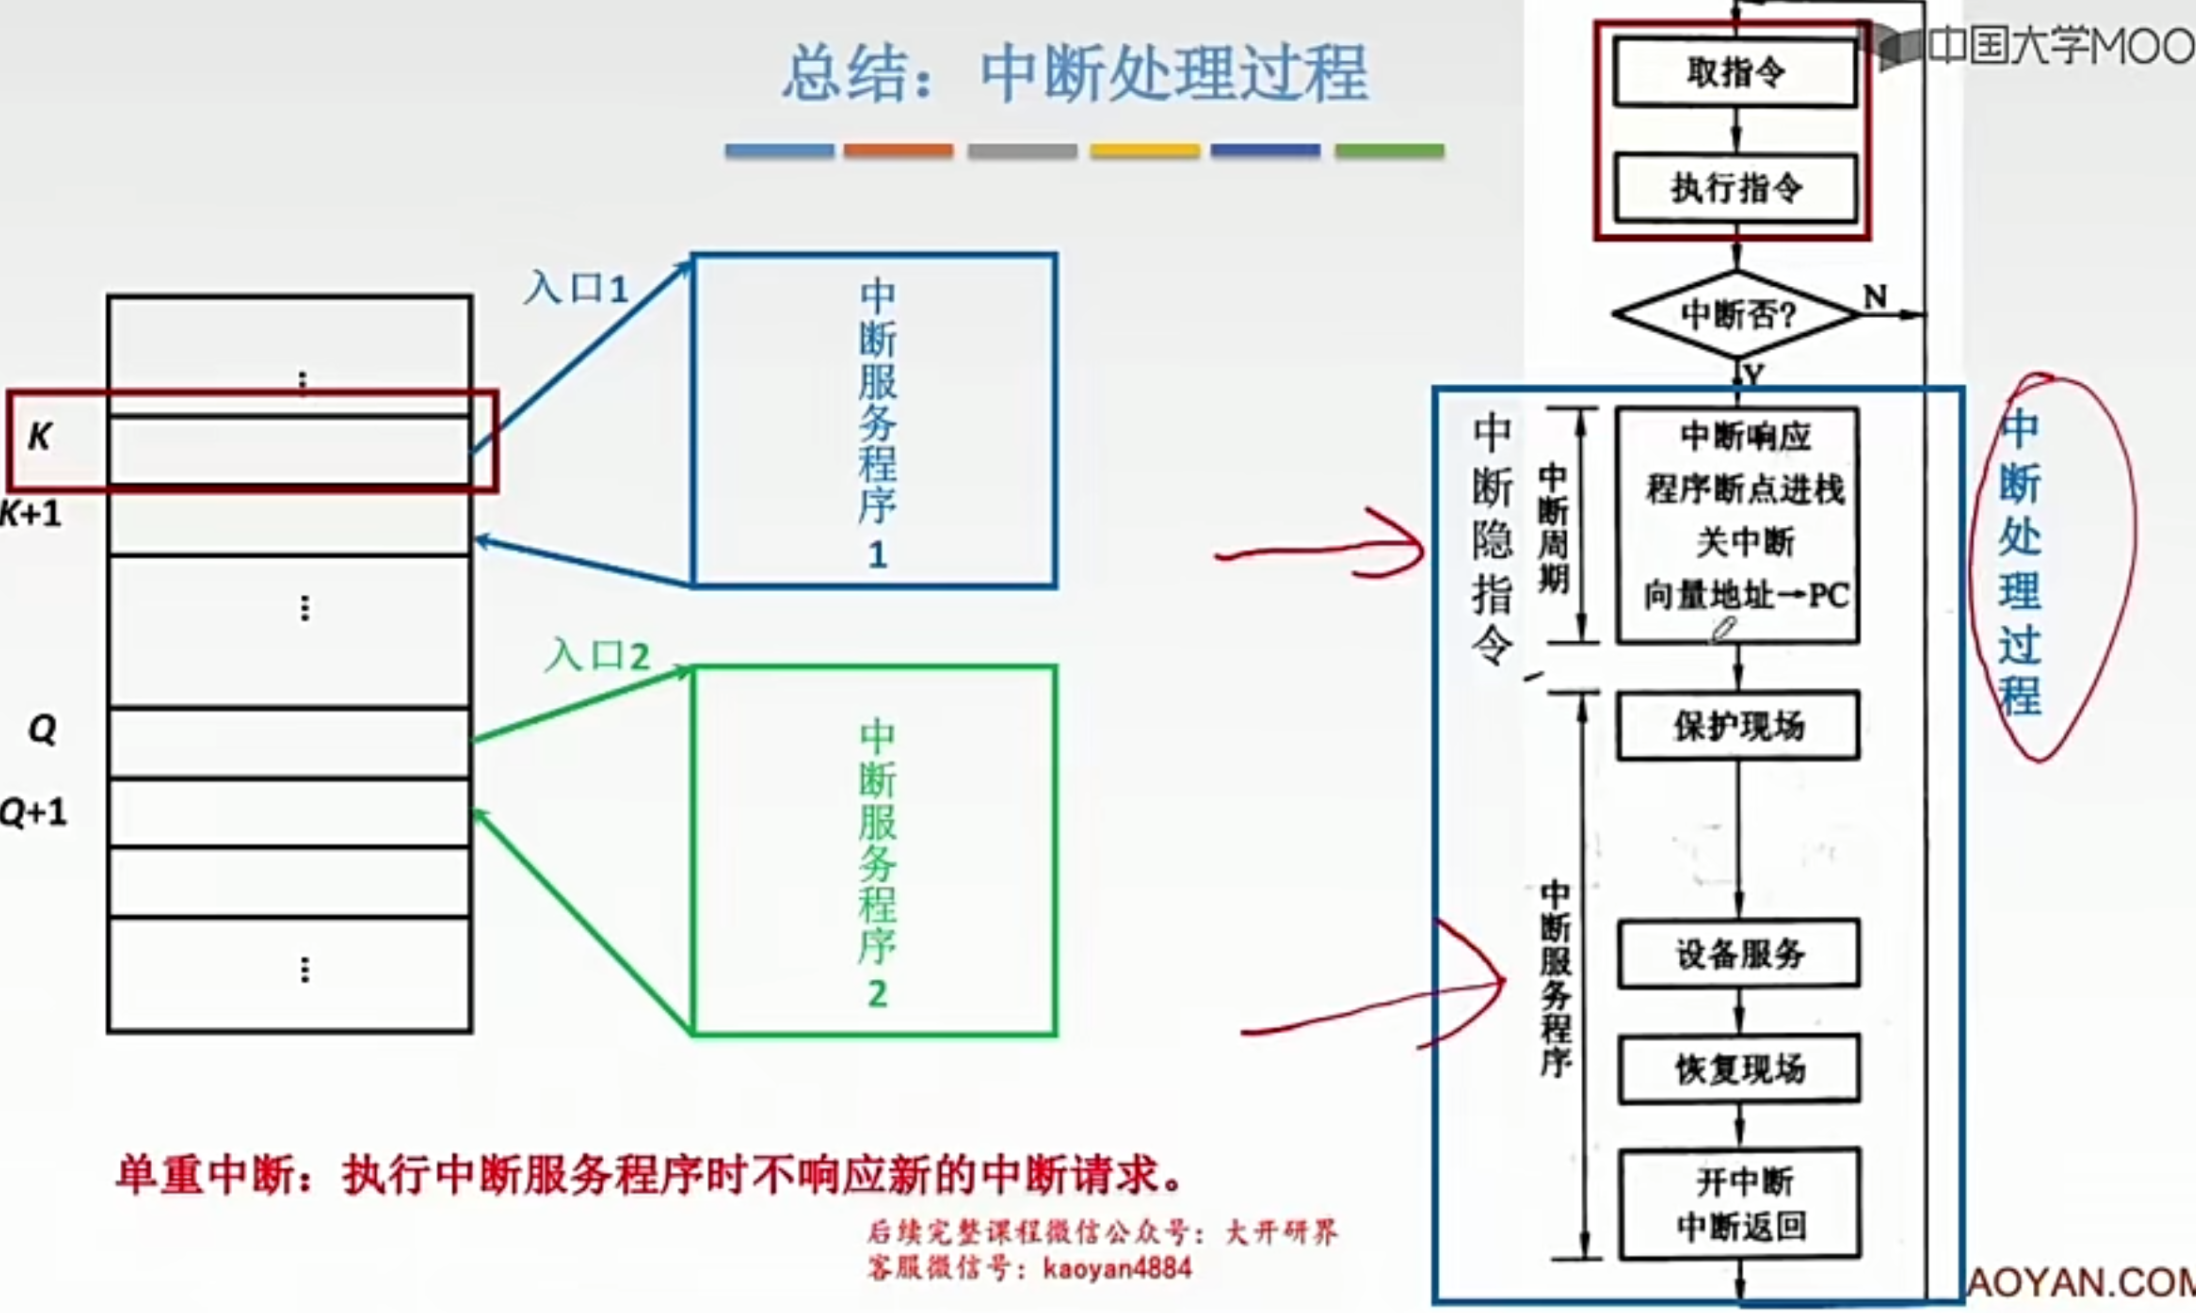 总结：中断处理过程
中国大学MOO
K
K+1
Q
Q+1
入口1
中断服务程序1
入口2
中断服务程序2
单重中断：执行中断服务程序时不响应新的中断请求。
后续完整课程微信公众号：大开研界
客服微信号：kaoyan4884
取指令
执行指令
中断否?
N
Y
中断隐指令
中断周期
中断响应
程序断点进栈
关中断
向量地址→PC
中断服务程序
保护现场
设备服务
恢复现场
开中断
中断返回
中断处理过程
AOYAN.COM